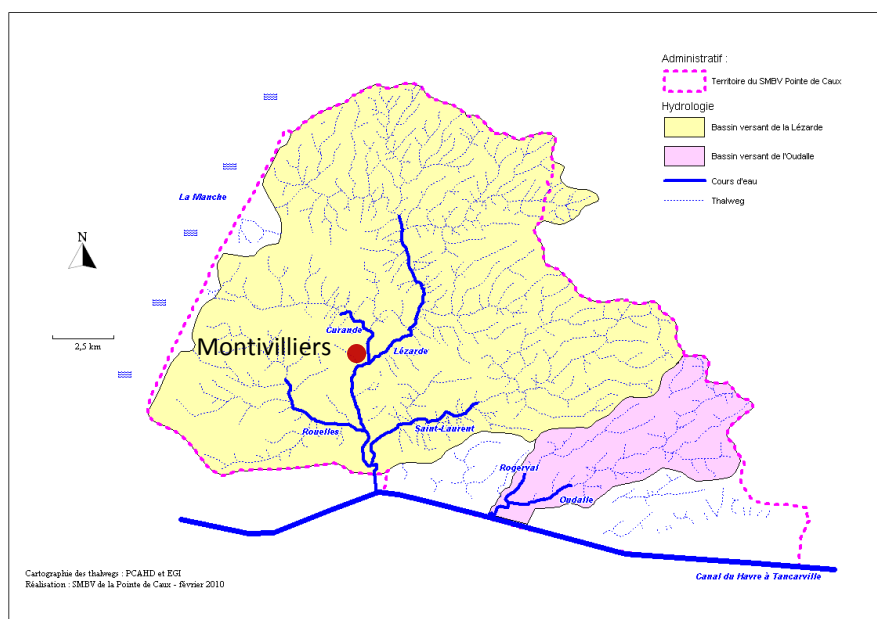 Administratif :
Territoire du SMBV Pointe de Caux
Hydrologie
Bassin versant de la Lézarde
Bassin versant de l'Oudalle
Cours d'eau
Thalweg
La Manche
N
2,5 km
Curande
Montivilliers
Lézarde
Rouelles
Saint-Laurent
Rogerval
Oudalle
Canal du Havre à Tancarville
Cartographie des thalwegs : PCAHD et EGI
Réalisation : SMBV de la Pointe de Caux - février 2010